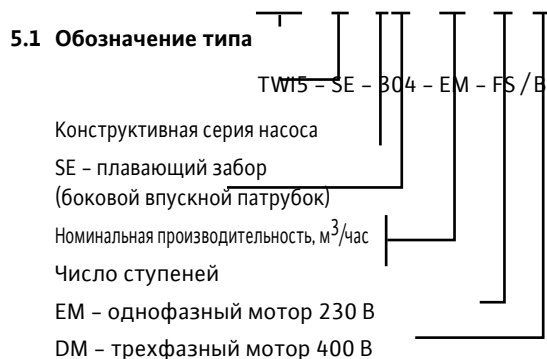 5.1 Обозначение типа
TWI5 – SE – 304 – EM – FS / B
Конструктивная серия насоса
SE – плавающий забор
(боковой впускной патрубок)
Номинальная производительность, м³/час
Число ступеней
EM – однофазный мотор 230 В
DM – трехфазный мотор 400 В